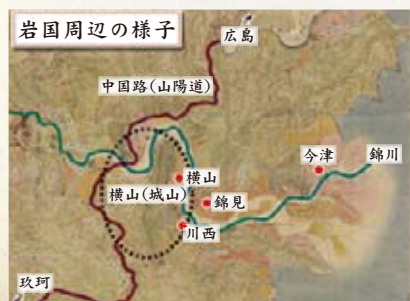 岩国周辺の様子
広島
中国路(山陽道)
今津
錦川
横山
横山(城山)
錦見
川西
玖珂